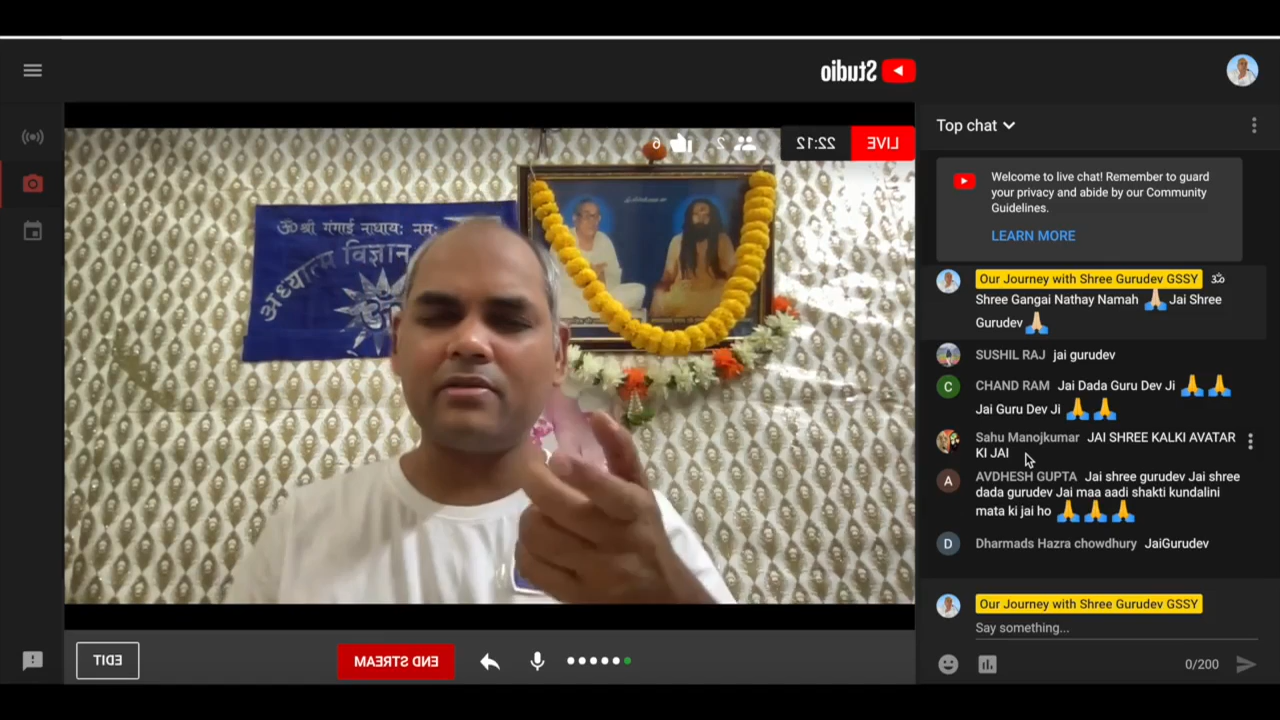 Studio
Top chat
6
2
22:12
LIVE
Welcome to live chat! Remember to guard
your privacy and abide by our Community
Guidelines.
LEARN MORE
ॐ श्री गंगाई नाथाय: नम:
अध्यात्म विज्ञान
Our Journey with Shree Gurudev GSSY ॐ
Shree Gangai Nathay Namah 🙏🏻 Jai Shree
Gurudev 🙏🏻
SUSHIL RAJ jai gurudev
C CHAND RAM Jai Dada Guru Dev Ji 🙏 🙏
Jai Guru Dev Ji 🙏 🙏
Sahu Manojkumar JAI SHREE KALKI AVATAR
KI JAI
A AVDHESH GUPTA Jai shree gurudev Jai shree
dada gurudev Jai maa aadi shakti kundalini
mata ki jai ho 🙏 🙏 🙏
D Dharmads Hazra chowdhury JaiGurudev
Our Journey with Shree Gurudev GSSY
Say something...
0/200
EDIT
END STREAM